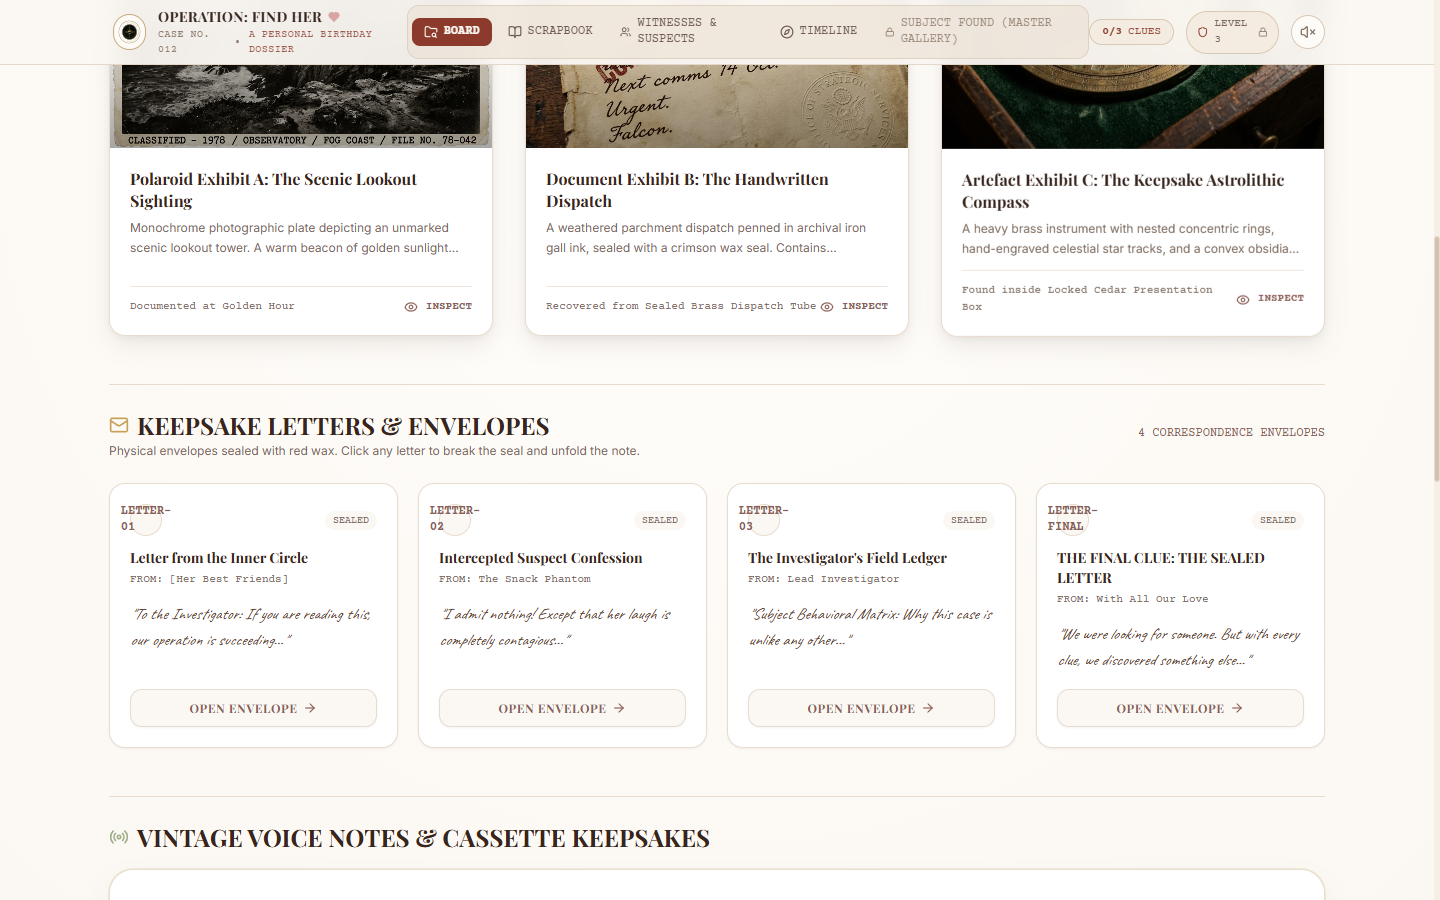 OPERATION: FIND HER
CASE NO. 012
•
A PERSONAL BIRTHDAY DOSSIER
BOARD
SCRAPBOOK
WITNESSES & SUSPECTS
TIMELINE
SUBJECT FOUND (MASTER GALLERY)
0/3 CLUES
LEVEL 3
CLASSIFIED - 1978 / OBSERVATORY / FOG COAST / FILE NO. 78-042
Next comms 14 Oct.
Urgent.
Falcon.
Polaroid Exhibit A: The Scenic Lookout
Sighting
Monochrome photographic plate depicting an unmarked
scenic lookout tower. A warm beacon of golden sunlight...
Documented at Golden Hour
INSPECT
Document Exhibit B: The Handwritten
Dispatch
A weathered parchment dispatch penned in archival iron
gall ink, sealed with a crimson wax seal. Contains...
Recovered from Sealed Brass Dispatch Tube
INSPECT
Artefact Exhibit C: The Keepsake Astrolithic
Compass
A heavy brass instrument with nested concentric rings,
hand-engraved celestial star tracks, and a convex obsidia...
Found inside Locked Cedar Presentation
Box
INSPECT
KEEPSAKE LETTERS & ENVELOPES
Physical envelopes sealed with red wax. Click any letter to break the seal and unfold the note.
4 CORRESPONDENCE ENVELOPES
LETTER-
01
SEALED
Letter from the Inner Circle
FROM: [Her Best Friends]
"To the Investigator: If you are reading this,
our operation is succeeding..."
OPEN ENVELOPE
LETTER-
02
SEALED
Intercepted Suspect Confession
FROM: The Snack Phantom
"I admit nothing! Except that her laugh is
completely contagious..."
OPEN ENVELOPE
LETTER-
03
SEALED
The Investigator's Field Ledger
FROM: Lead Investigator
"Subject Behavioral Matrix: Why this case is
unlike any other..."
OPEN ENVELOPE
LETTER-
FINAL
SEALED
THE FINAL CLUE: THE SEALED
LETTER
FROM: With All Our Love
"We were looking for someone. But with every
clue, we discovered something else..."
OPEN ENVELOPE
VINTAGE VOICE NOTES & CASSETTE KEEPSAKES